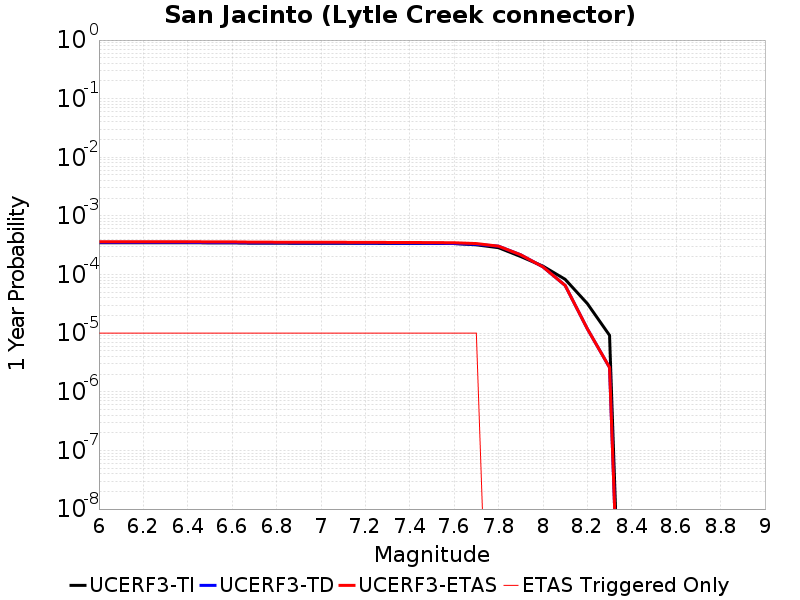 San Jacinto (Lytle Creek connector)
10^0
10^-1
10^-2
10^-3
10^-4
10^-5
10^-6
10^-7
10^-8
1 Year Probability
6 6.2 6.4 6.6 6.8 7 7.2 7.4 7.6 7.8 8 8.2 8.4 8.6 8.8 9
Magnitude
UCERF3-TI UCERF3-TD UCERF3-ETAS ETAS Triggered Only